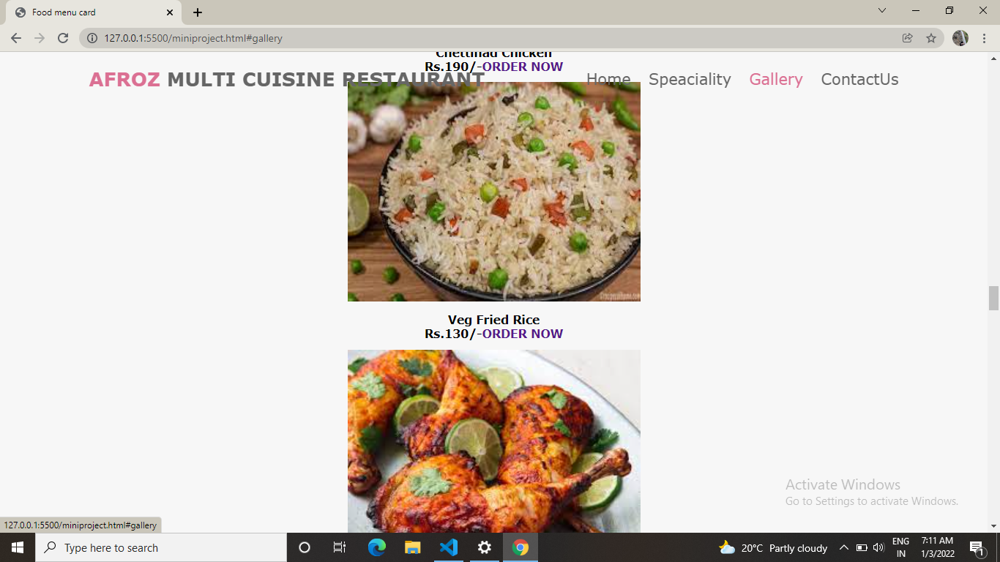 Food menu card
127.0.0.1:5500/miniproject.html#gallery
Chettinad Chicken
Rs.190/-ORDER NOW
AFROZ MULTI CUISINE RESTAURANT
Home Speaciality Gallery ContactUs
Veg Fried Rice
Rs.130/-ORDER NOW
Activate Windows
Go to Settings to activate Windows.
127.0.0.1:5500/miniproject.html#gallery
Type here to search
20°C Partly cloudy
ENG
IN
7:11 AM
1/3/2022
1